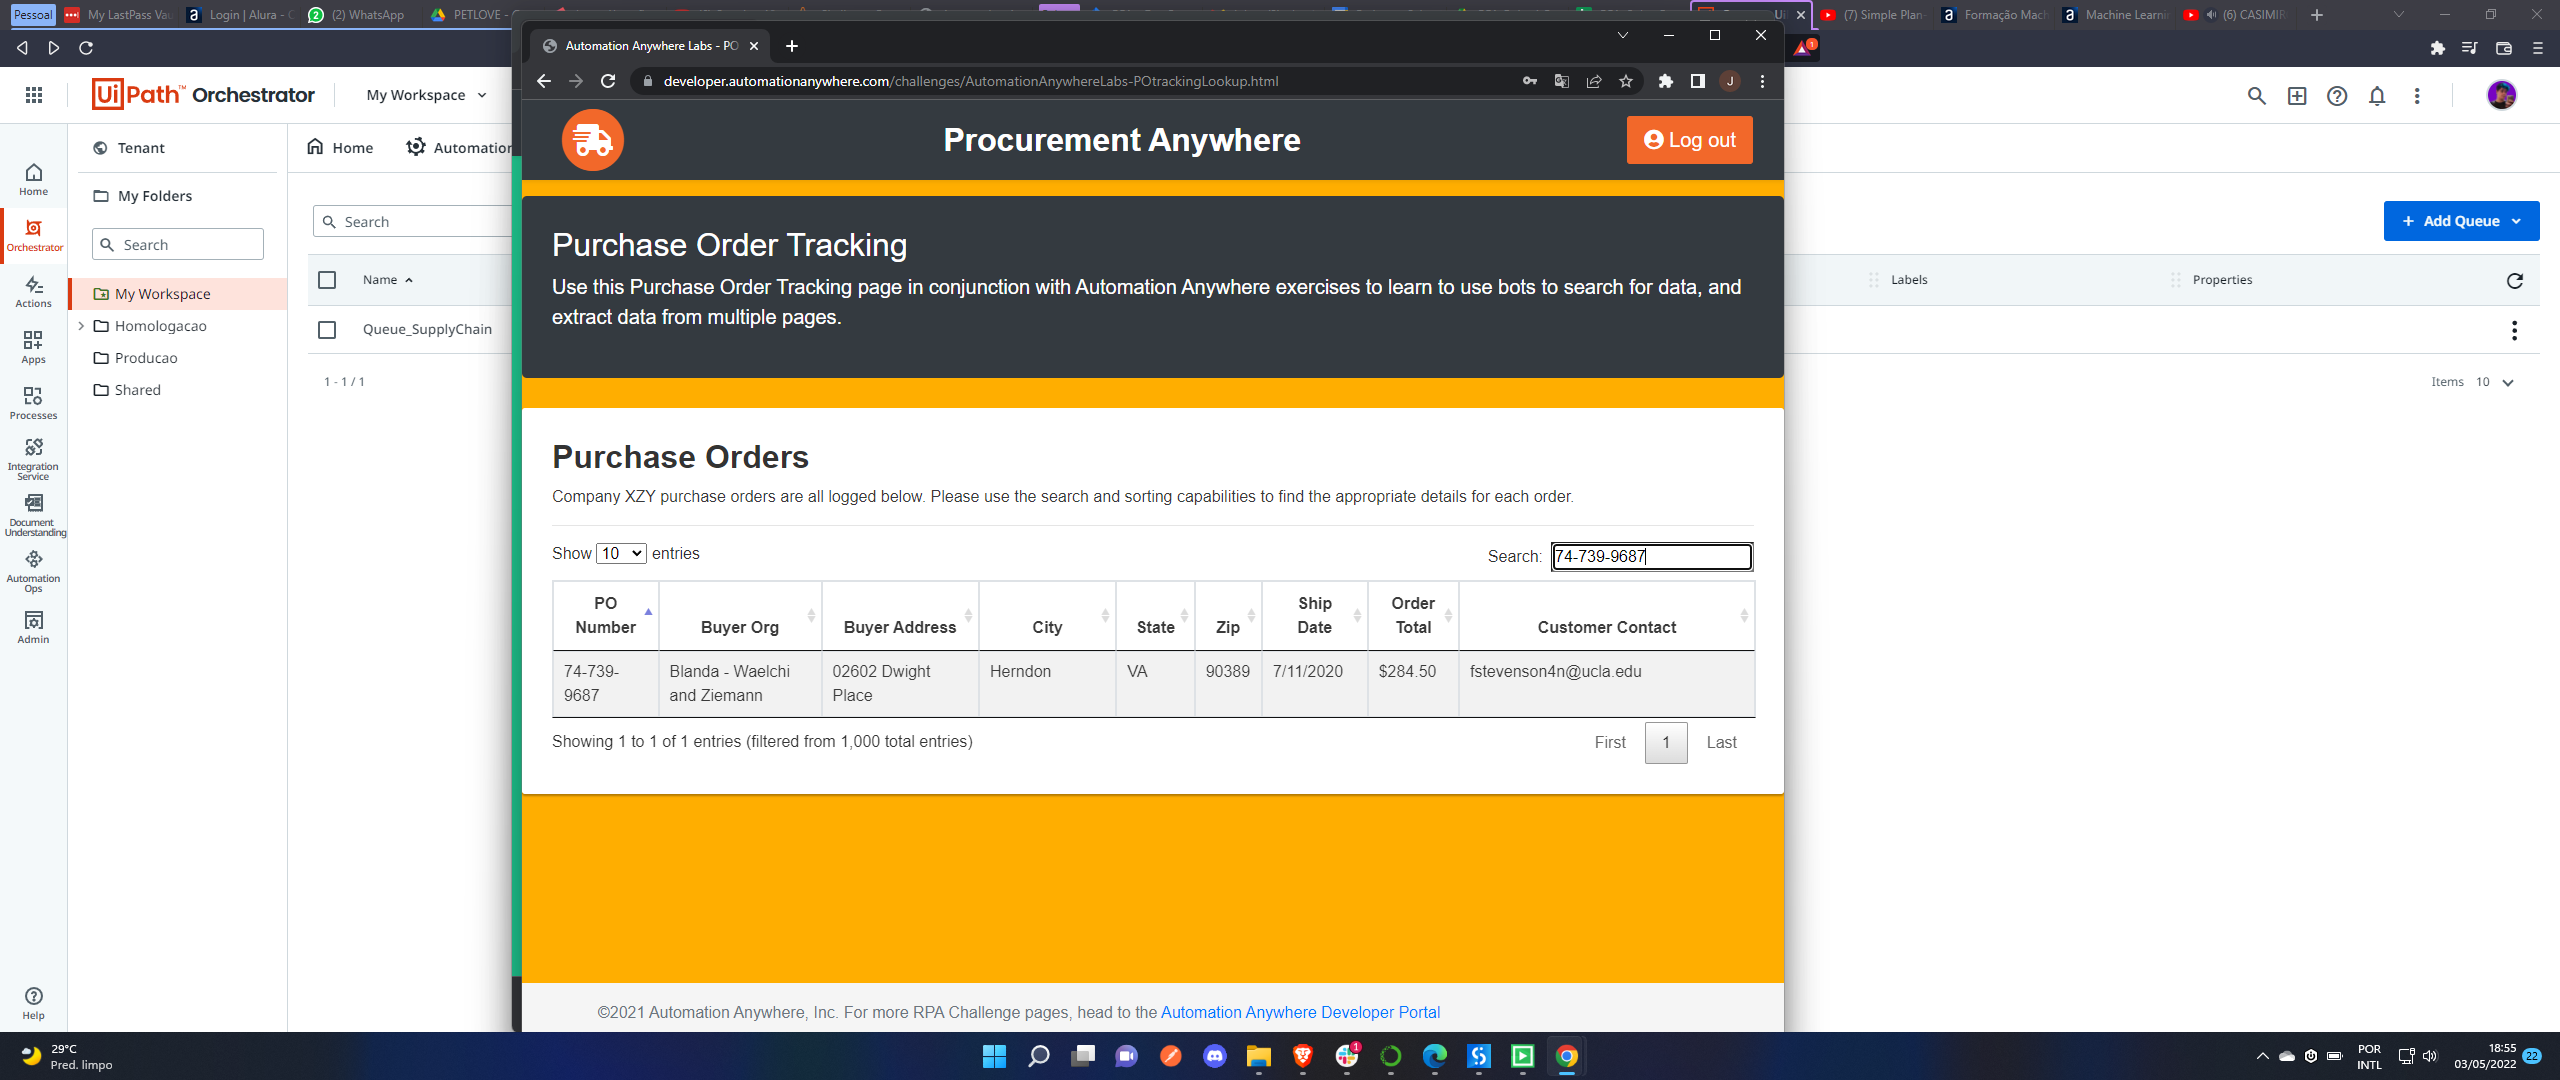 Pessoal
My LastPass Vau
Login | Alura - C
(2) WhatsApp
PETLOVE -
(7) Simple Plan
Formação Mach
Machine Learni
(6) CASIMIR
1
UiPath™ Orchestrator
My Workspace
Tenant
My Folders
Search
My Workspace
Homologacao
Producao
Shared
Home
Orchestrator
Actions
Apps
Processes
Integration
Service
Document
Understanding
Automation
Ops
Admin
Help
Home
Automation
Search
Name
Queue_SupplyChain
1 - 1 / 1
Add Queue
Labels
Properties
Items 10
Automation Anywhere Labs - PO
developer.automationanywhere.com/challenges/AutomationAnywhereLabs-POtrackingLookup.html
J
Procurement Anywhere
Log out
Purchase Order Tracking
Use this Purchase Order Tracking page in conjunction with Automation Anywhere exercises to learn to use bots to search for data, and
extract data from multiple pages.
Purchase Orders
Company XZY purchase orders are all logged below. Please use the search and sorting capabilities to find the appropriate details for each order.
Show 10 entries
Search: 74-739-9687
PO Number
Buyer Org
Buyer Address
City
State
Zip
Ship Date
Order Total
Customer Contact
74-739-
9687
Blanda - Waelchi
and Ziemann
02602 Dwight
Place
Herndon
VA
90389
7/11/2020
$284.50
fstevenson4n@ucla.edu
Showing 1 to 1 of 1 entries (filtered from 1,000 total entries)
First 1 Last
©2021 Automation Anywhere, Inc. For more RPA Challenge pages, head to the Automation Anywhere Developer Portal
29°C
Pred. limpo
1
POR
INTL
18:55
03/05/2022
22